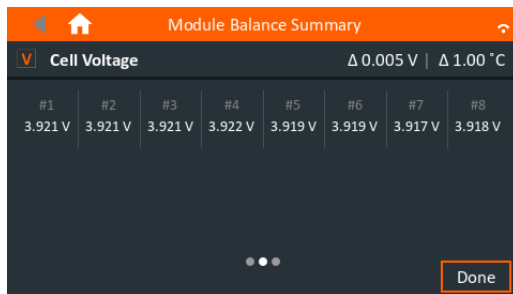 Module Balance Summary
V Cell Voltage Δ 0.005 V | Δ 1.00 °C
#1 #2 #3 #4 #5 #6 #7 #8
3.921 V 3.921 V 3.921 V 3.922 V 3.919 V 3.919 V 3.917 V 3.918 V
Done